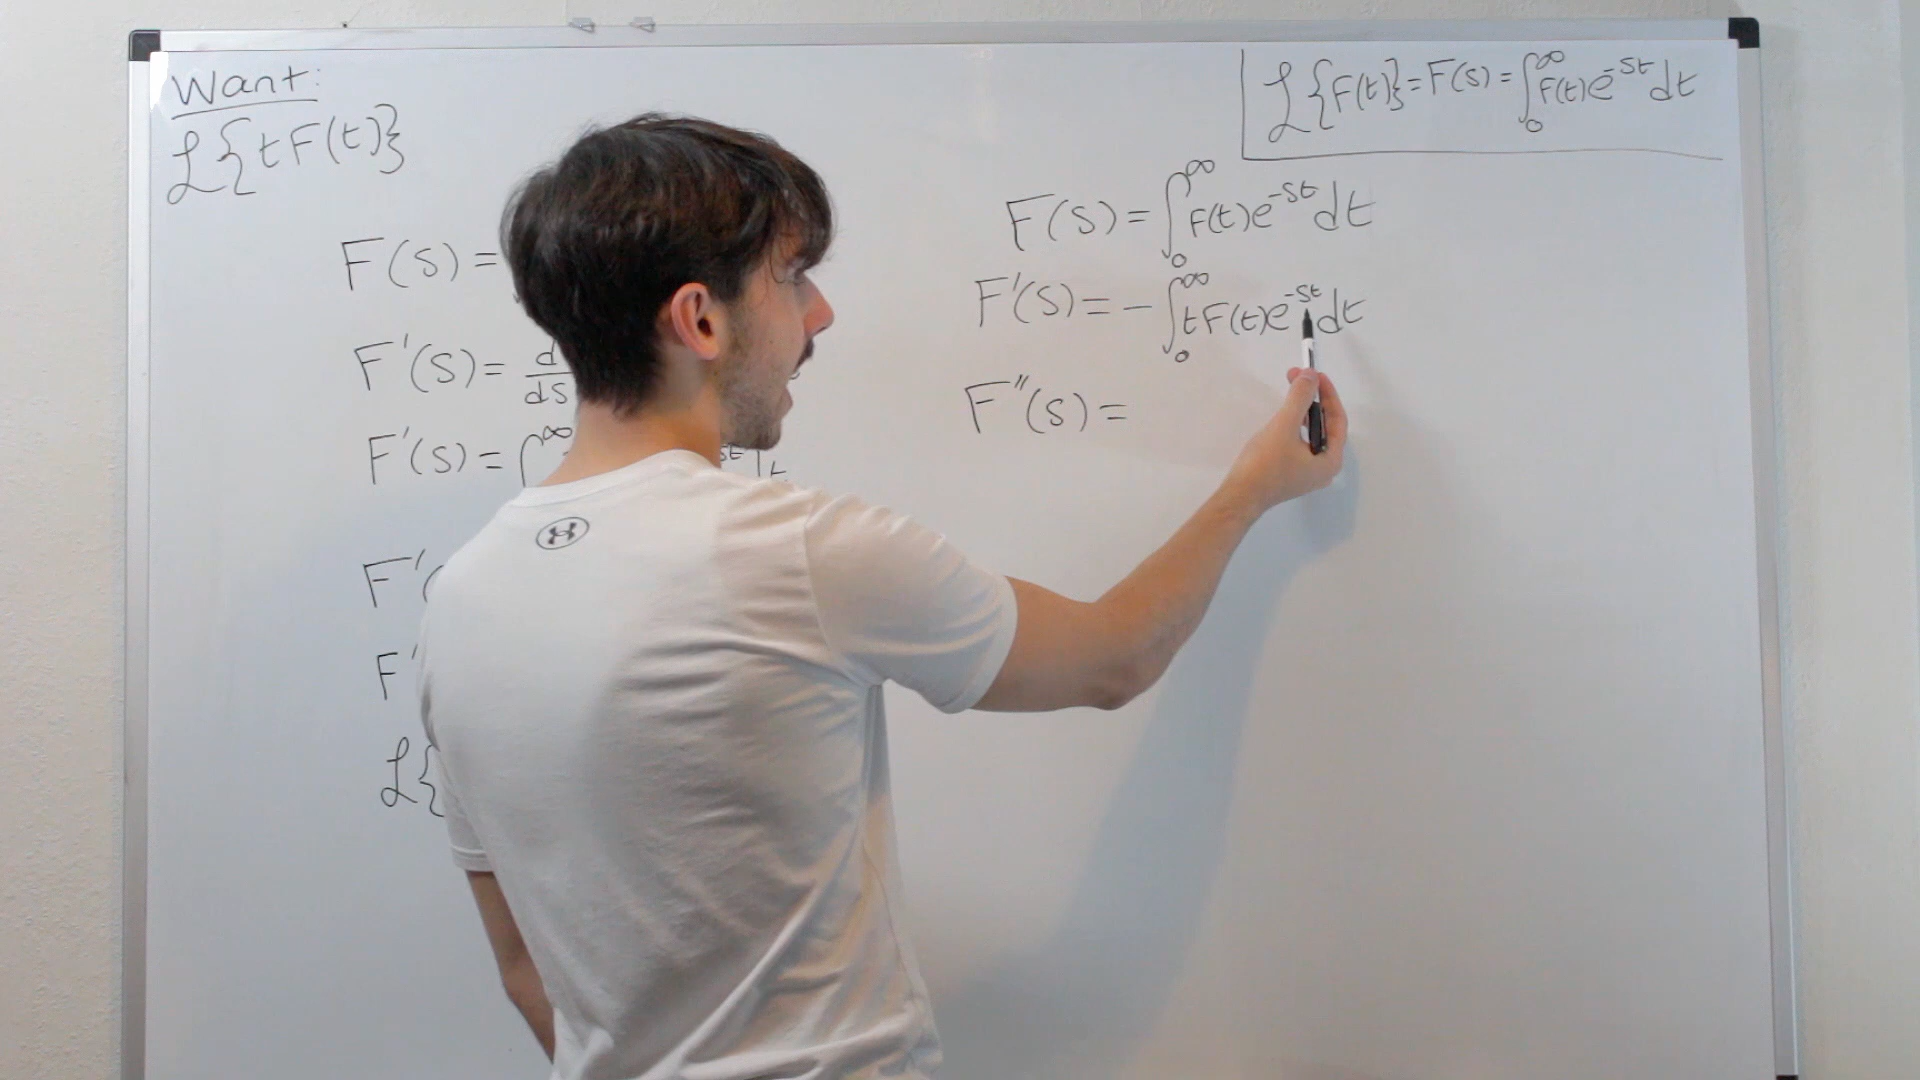 Want:
ℒ{tF(t)}
F(s) =
F'(s) = d/ds
F'(s) = ∫^∞
F'(
F'
ℒ{
ℒ{F(t)} = F(s) = ∫₀^∞ F(t)e^-st dt
F(s) = ∫₀^∞ F(t)e^-st dt
F'(s) = - ∫₀^∞ tF(t)e^-st dt
F''(s) =